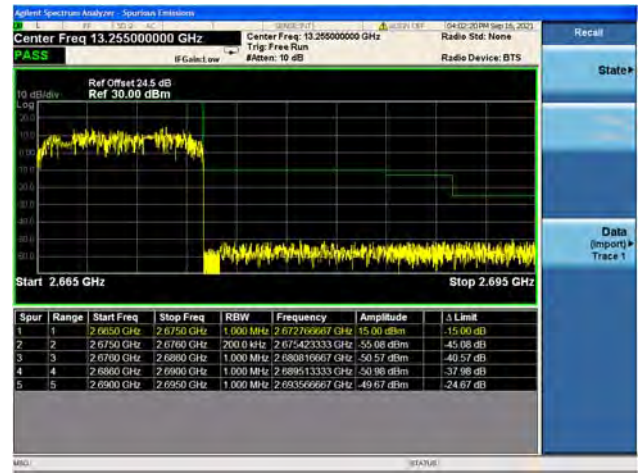 Agilent Spectrum Analyzer - Spurious Emissions
04:02:20 PM Sep 16, 2021
Center Freq 13.255000000 GHz
Center Freq: 13.255000000 GHz
Radio Std: None
Trig: Free Run
PASS
IFGain:Low
#Atten: 10 dB
Radio Device: BTS
Recall
State
Ref Offset 24.5 dB
10 dB/div
Ref 30.00 dBm
Log
Start 2.665 GHz
Stop 2.695 GHz
Data
(Import)
Trace 1
Spur Range Start Freq Stop Freq RBW Frequency Amplitude Δ Limit
1 1 2.6650 GHz 2.6750 GHz 1.000 MHz 2.672766667 GHz 15.00 dBm -15.00 dB
2 2 2.6750 GHz 2.6760 GHz 200.0 kHz 2.675423333 GHz -55.08 dBm -45.08 dB
3 3 2.6760 GHz 2.6860 GHz 1.000 MHz 2.680816667 GHz -50.57 dBm -40.57 dB
4 4 2.6860 GHz 2.6900 GHz 1.000 MHz 2.689513333 GHz -50.98 dBm -37.98 dB
5 5 2.6900 GHz 2.6950 GHz 1.000 MHz 2.693566667 GHz -49.67 dBm -24.67 dB
MSG
STATUS